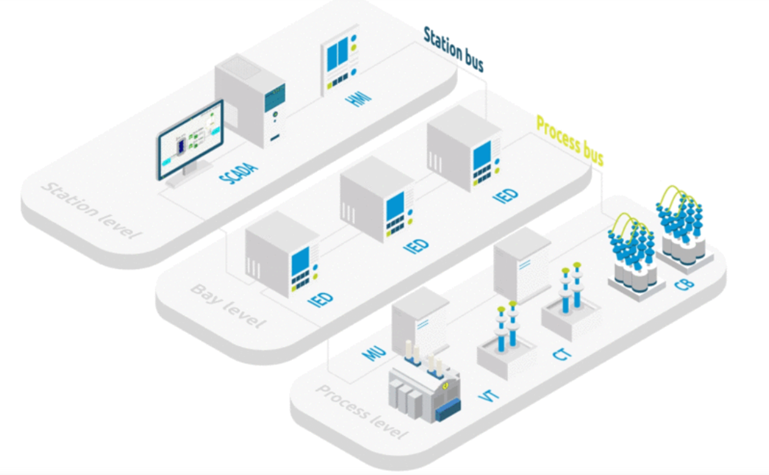 Station bus
HMI
SCADA
Station level
Process bus
IED
IED
IED
Bay level
CB
CT
MU
VT
Process level